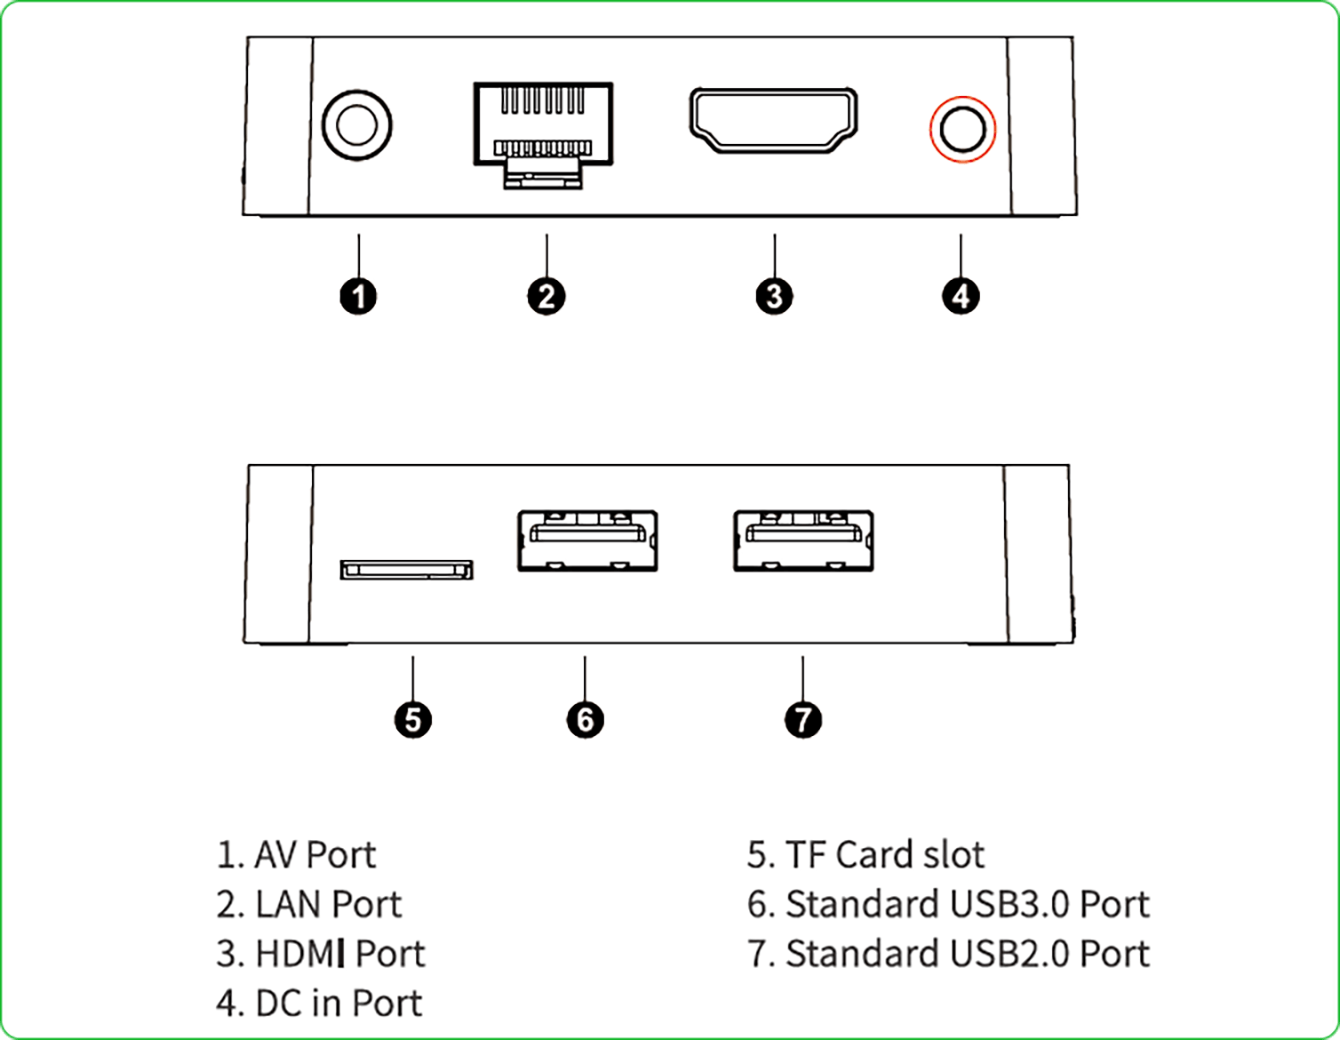 1 2 3 4
5 6 7
1. AV Port
2. LAN Port
3. HDMI Port
4. DC in Port
5. TF Card slot
6. Standard USB3.0 Port
7. Standard USB2.0 Port